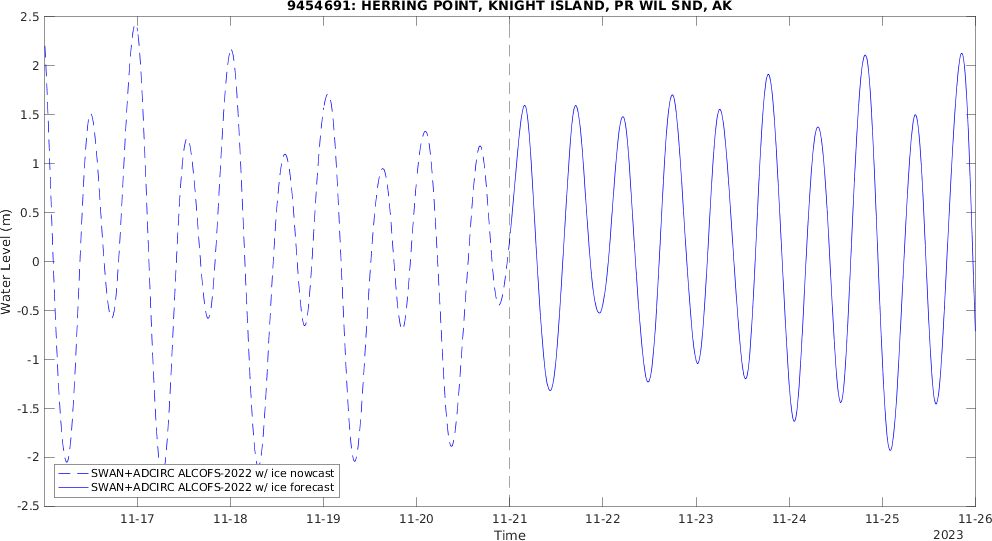 9454691: HERRING POINT, KNIGHT ISLAND, PR WIL SND, AK
Water Level (m)
2.5
2
1.5
1
0.5
0
-0.5
-1
-1.5
-2
-2.5
SWAN+ADCIRC ALCOFS-2022 w/ ice nowcast
SWAN+ADCIRC ALCOFS-2022 w/ ice forecast
11-17 11-18 11-19 11-20 11-21 11-22 11-23 11-24 11-25 11-26
Time
2023